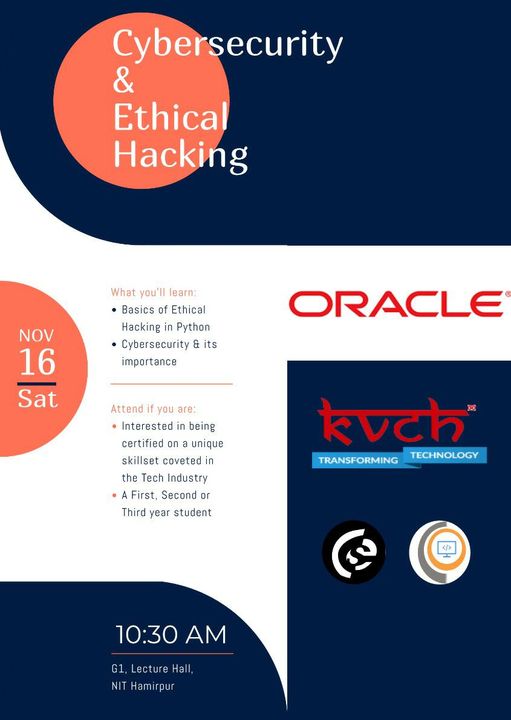 Cybersecurity
&
Ethical
Hacking
What you'll learn:
• Basics of Ethical
Hacking in Python
• Cybersecurity & its
importance
NOV
16
Sat
Attend if you are:
• Interested in being
certified on a unique
skillset coveted in
the Tech Industry
• A First, Second or
Third year student
ORACLE®
kvch
TRANSFORMING TECHNOLOGY
</>
10:30 AM
G1, Lecture Hall,
NIT Hamirpur